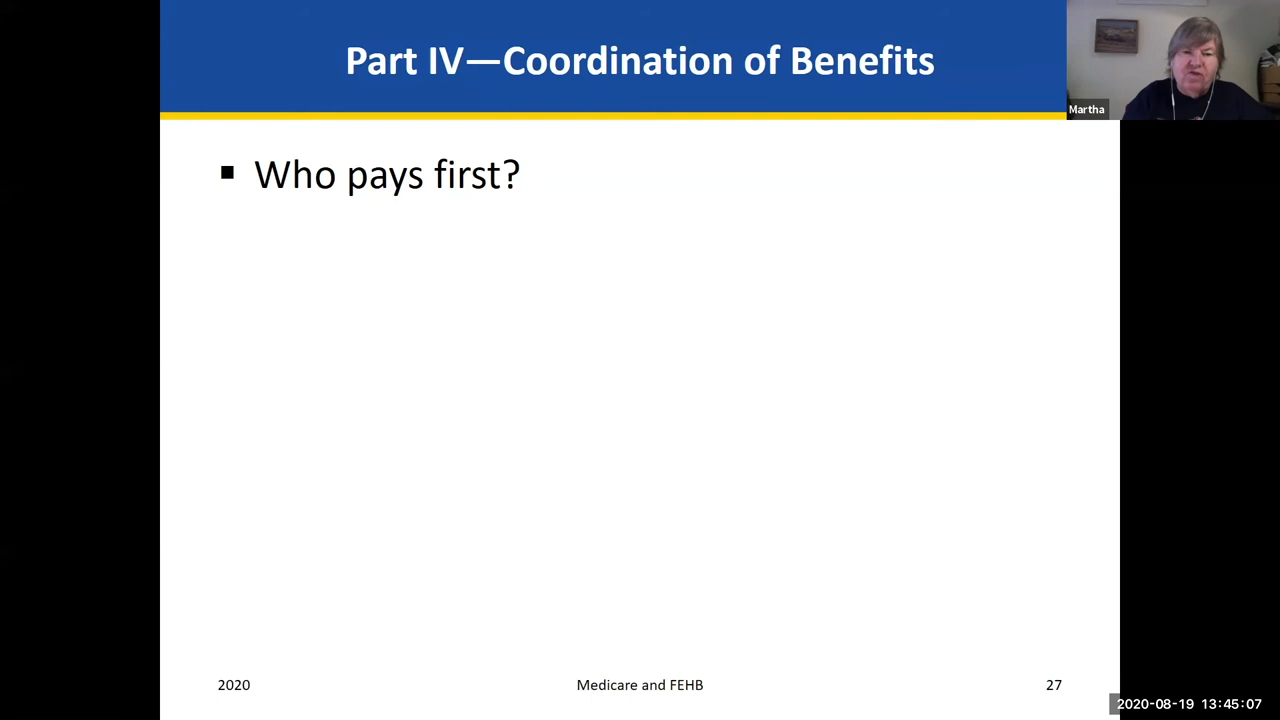 Part IV—Coordination of Benefits
Martha
▪ Who pays first?
2020
Medicare and FEHB
27
2020-08-19 13:45:07